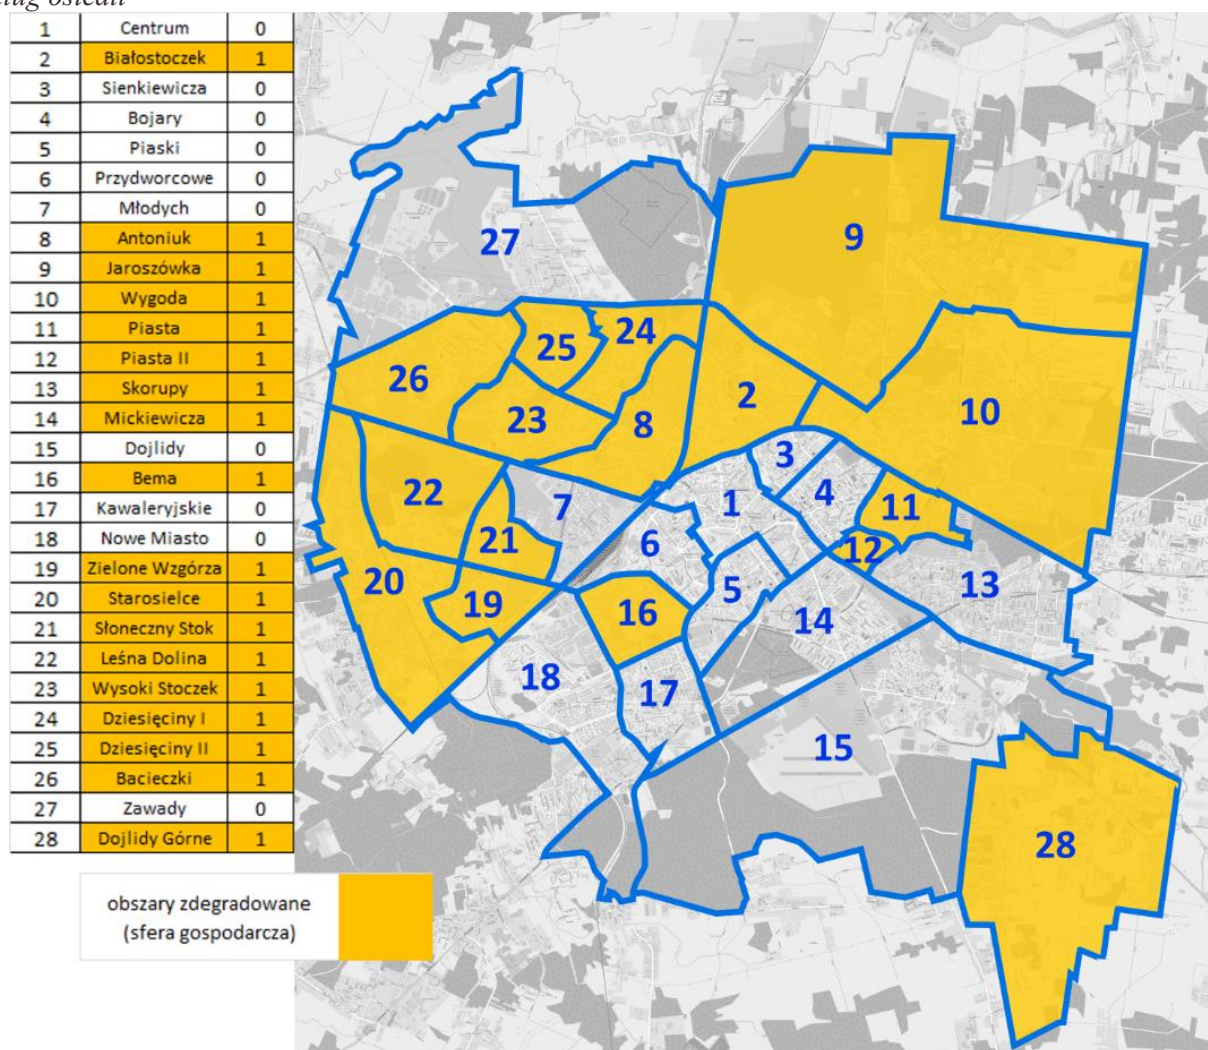 1 Centrum 0
2 Białostoczek 1
3 Sienkiewicza 0
4 Bojary 0
5 Piaski 0
6 Przydworcowe 0
7 Młodych 0
8 Antoniuk 1
9 Jaroszówka 1
10 Wygoda 1
11 Piasta 1
12 Piasta II 1
13 Skorupy 1
14 Mickiewicza 1
15 Dojlidy 0
16 Bema 1
17 Kawaleryjskie 0
18 Nowe Miasto 0
19 Zielone Wzgórza 1
20 Starosielce 1
21 Słoneczny Stok 1
22 Leśna Dolina 1
23 Wysoki Stoczek 1
24 Dziesięciny I 1
25 Dziesięciny II 1
26 Bacieczki 1
27 Zawady 0
28 Dojlidy Górne 1
obszary zdegradowane
(sfera gospodarcza)
27
9
24
25
26
2
10
23
8
3
22
4
1
7
11
21
6
12
20
13
5
19
16
14
18
17
15
28